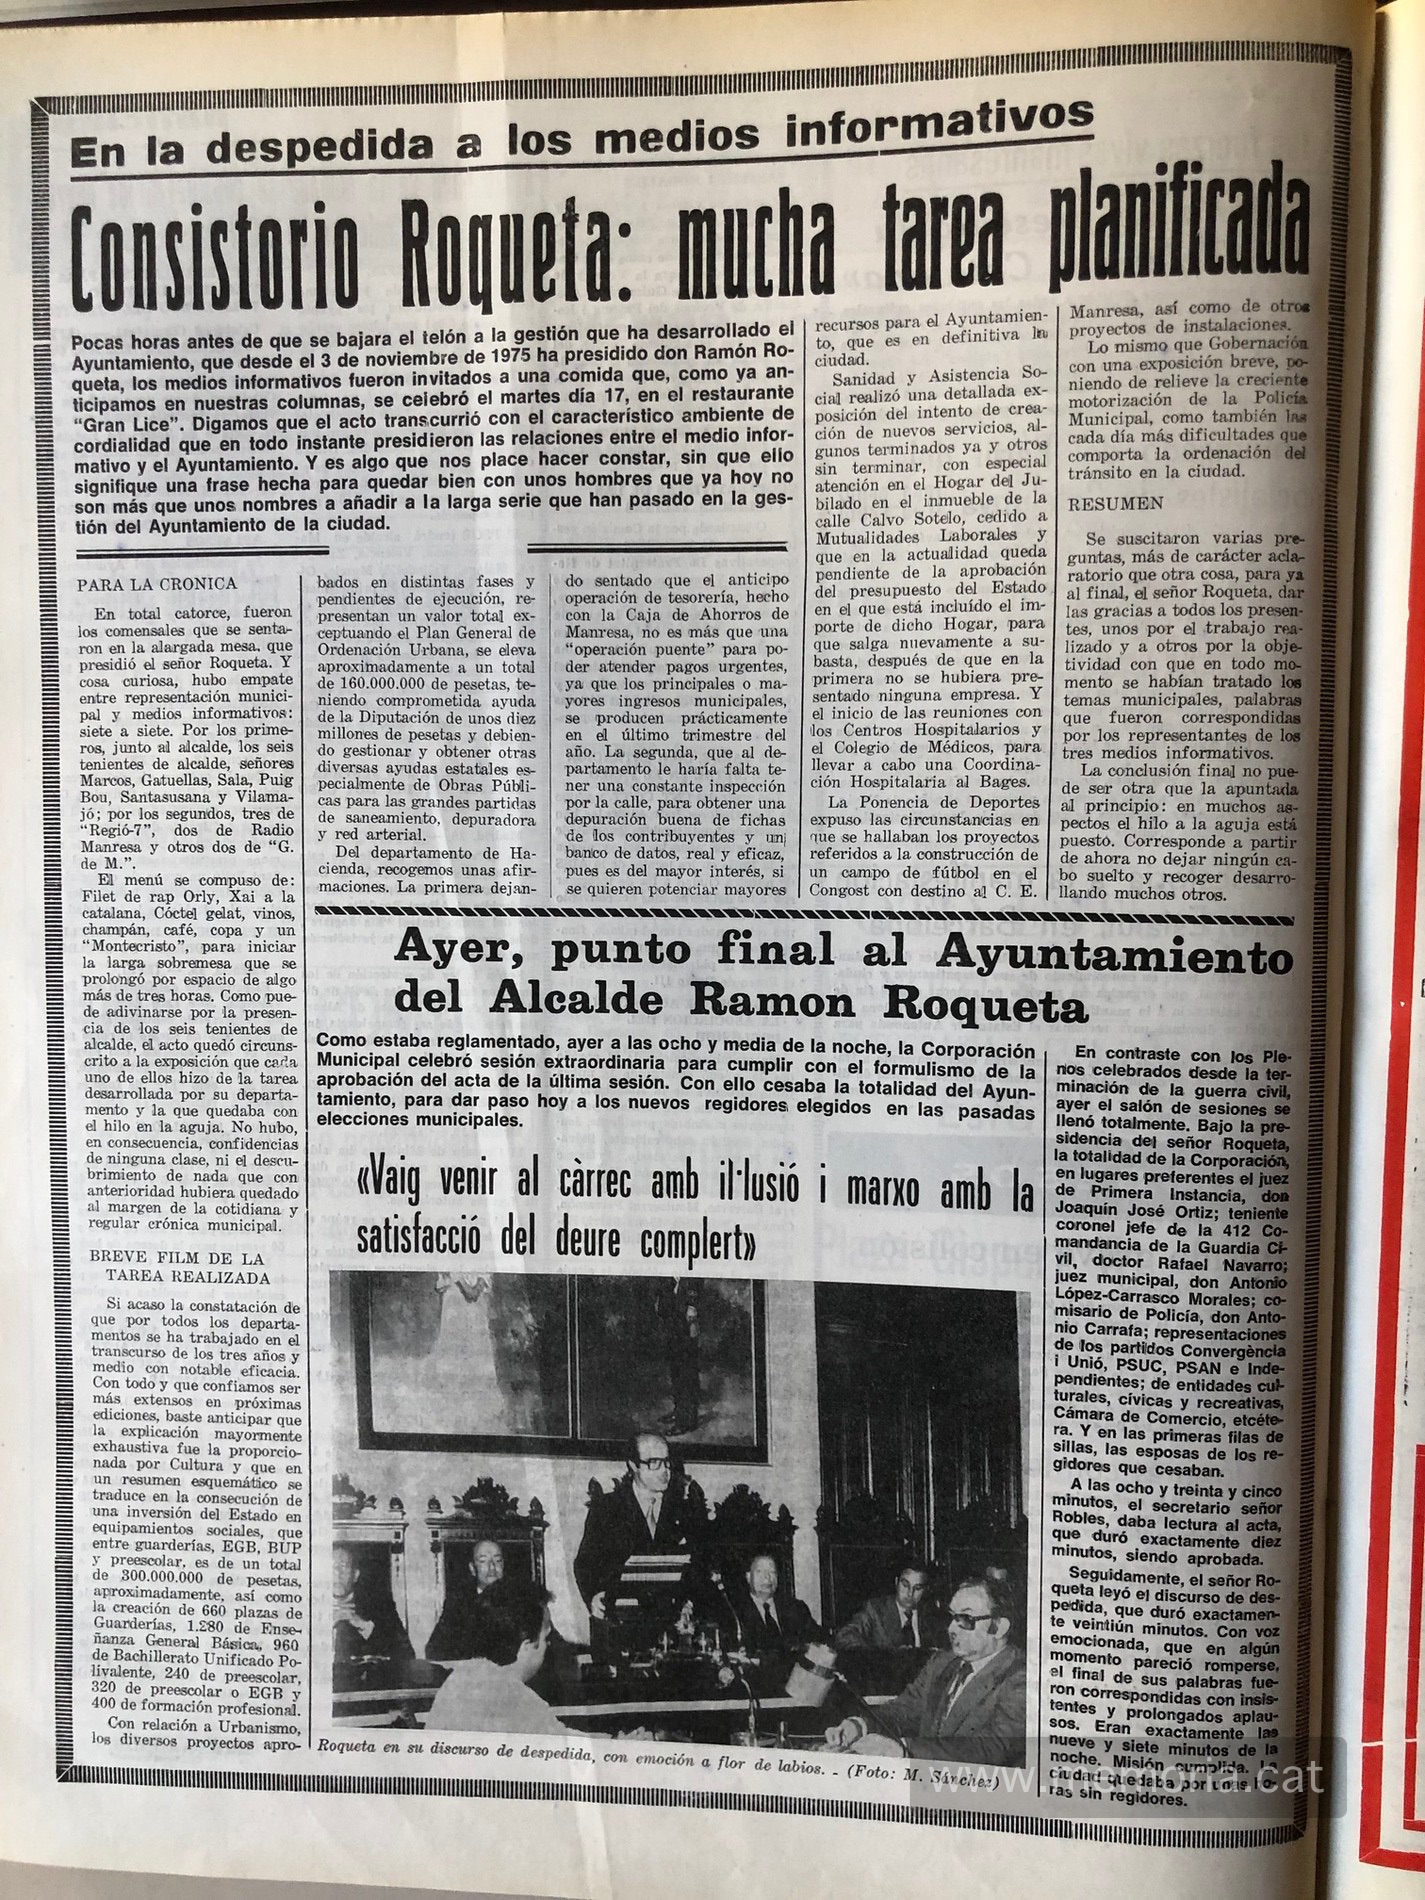 En la despedida a los medios informativos
Consistorio Roqueta: mucha tarea planificada
Pocas horas antes de que se bajara el telón a la gestión que ha desarrollado el
Ayuntamiento, que desde el 3 de noviembre de 1975 ha presidido don Ramón Ro-
queta, los medios informativos fueron invitados a una comida que, como ya an-
ticipamos en nuestras columnas, se celebró el martes día 17, en el restaurante
“Gran Lice”. Digamos que el acto transcurrió con el característico ambiente de
cordialidad que en todo instante presidieron las relaciones entre el medio infor-
mativo y el Ayuntamiento. Y es algo que nos place hacer constar, sin que ello
signifique una frase hecha para quedar bien con unos hombres que ya hoy no
son más que unos nombres a añadir a la larga serie que han pasado en la ges-
tión del Ayuntamiento de la ciudad.
PARA LA CRONICA
En total catorce, fueron
los comensales que se senta-
ron en la alargada mesa, que
presidió el señor Roqueta. Y
cosa curiosa, hubo empate
entre representación munici-
pal y medios informativos:
siete a siete. Por los prime-
ros, junto al alcalde, los seis
tenientes de alcalde, señores
Marcos, Gatuellas, Sala, Puig
Bou, Santasusana y Vilama-
jó; por los segundos, tres de
“Regió-7”, dos de Radio
Manresa y otros dos de “G.
de M.”.
El menú se compuso de:
Filet de rap Orly, Xai a la
catalana, Cóctel gelat, vinos,
champán, café, copa y un
“Montecristo”, para iniciar
la larga sobremesa que se
prolongó por espacio de algo
más de tres horas. Como pue-
de adivinarse por la presen-
cia de los seis tenientes de
alcalde, el acto quedó circuns-
crito a la exposición que cada
uno de ellos hizo de la tarea
desarrollada por su departa-
mento y la que quedaba con
el hilo en la aguja. No hubo,
en consecuencia, confidencias
de ninguna clase, ni el descu-
brimiento de nada que con
anterioridad hubiera quedado
al margen de la cotidiana y
regular crónica municipal.
BREVE FILM DE LA
TAREA REALIZADA
Si acaso la constatación de
que por todos los departa-
mentos se ha trabajado en el
transcurso de los tres años y
medio con notable eficacia.
Con todo y que confiamos ser
más extensos en próximas
ediciones, baste anticipar que
la explicación mayormente
exhaustiva fue la proporcio-
nada por Cultura y que en
un resumen esquemático se
traduce en la consecución de
una inversión del Estado en
equipamientos sociales, que
entre guarderías, EGB, BUP
y preescolar, es de un total
de 300.000.000 de pesetas,
aproximadamente, así como
la creación de 660 plazas de
Guarderías, 1.280 de Ense-
ñanza General Básica, 960
de Bachillerato Unificado Po-
livalente, 240 de preescolar,
320 de preescolar o EGB y
400 de formación profesional.
Con relación a Urbanismo,
los diversos proyectos apro-
bados en distintas fases y
pendientes de ejecución, re-
presentan un valor total ex-
ceptuando el Plan General de
Ordenación Urbana, se eleva
aproximadamente a un total
de 160.000.000 de pesetas, te-
niendo comprometida ayuda
de la Diputación de unos diez
millones de pesetas y debien-
do gestionar y obtener otras
diversas ayudas estatales es-
pecialmente de Obras Públi-
cas para las grandes partidas
de saneamiento, depuradora
y red arterial.
Del departamento de Ha-
cienda, recogemos unas afir-
maciones. La primera dejan-
do sentado que el anticipo
operación de tesorería, hecho
con la Caja de Ahorros de
Manresa, no es más que una
“operación puente” para po-
der atender pagos urgentes,
ya que los principales o ma-
yores ingresos municipales,
se producen prácticamente
en el último trimestre del
año. La segunda, que al de-
partamento le haría falta te-
ner una constante inspección
por la calle, para obtener una
depuración buena de fichas
de los contribuyentes y un
banco de datos, real y eficaz,
pues es del mayor interés, si
se quieren potenciar mayores
recursos para el Ayuntamien-
to, que es en definitiva la
ciudad.
Sanidad y Asistencia So-
cial realizó una detallada ex-
posición del intento de crea-
ción de nuevos servicios, al-
gunos terminados ya y otros
sin terminar, con especial
atención en el Hogar del Ju-
bilado en el inmueble de la
calle Calvo Sotelo, cedido a
Mutualidades Laborales y
que en la actualidad queda
pendiente de la aprobación
del presupuesto del Estado
en el que está incluído el im-
porte de dicho Hogar, para
que salga nuevamente a su-
basta, después de que en la
primera no se hubiera pre-
sentado ninguna empresa. Y
el inicio de las reuniones con
los Centros Hospitalarios y
el Colegio de Médicos, para
llevar a cabo una Coordina-
ción Hospitalaria al Bages.
La Ponencia de Deportes
expuso las circunstancias en
que se hallaban los proyectos
referidos a la construcción de
un campo de fútbol en el
Congost con destino al C. E.
Manresa, así como de otros
proyectos de instalaciones.
Lo mismo que Gobernación
con una exposición breve, po-
niendo de relieve la creciente
motorización de la Policía
Municipal, como también las
cada día más dificultades que
comporta la ordenación del
tránsito en la ciudad.
RESUMEN
Se suscitaron varias pre-
guntas, más de carácter acla-
ratorio que otra cosa, para ya
al final, el señor Roqueta, dar
las gracias a todos los presen-
tes, unos por el trabajo rea-
lizado y a otros por la obje-
tividad con que en todo mo-
mento se habían tratado los
temas municipales, palabras
que fueron correspondidas
por los representantes de los
tres medios informativos.
La conclusión final no pue-
de ser otra que la apuntada
al principio: en muchos as-
pectos el hilo a la aguja está
puesto. Corresponde a partir
de ahora no dejar ningún ca-
bo suelto y recoger desarro-
llando muchos otros.
Ayer, punto final al Ayuntamiento
del Alcalde Ramon Roqueta
Como estaba reglamentado, ayer a las ocho y media de la noche, la Corporación
Municipal celebró sesión extraordinaria para cumplir con el formulismo de la
aprobación del acta de la última sesión. Con ello cesaba la totalidad del Ayun-
tamiento, para dar paso hoy a los nuevos regidores elegidos en las pasadas
elecciones municipales.
«Vaig venir al càrrec amb il·lusió i marxo amb la
satisfacció del deure complert»
Roqueta en su discurso de despedida, con emoción a flor de labios. - (Foto: M. Sánchez)
En contraste con los Ple-
nos celebrados desde la ter-
minación de la guerra civil,
ayer el salón de sesiones se
llenó totalmente. Bajo la pre-
sidencia del señor Roqueta,
la totalidad de la Corporación,
en lugares preferentes el juez
de Primera Instancia, don
Joaquín José Ortiz; teniente
coronel jefe de la 412 Co-
mandancia de la Guardia Ci-
vil, doctor Rafael Navarro;
juez municipal, don Antonio
López-Carrasco Morales; co-
misario de Policía, don Anto-
nio Carrafa; representaciones
de los partidos Convergència
i Unió, PSUC, PSAN e Inde-
pendientes; de entidades cul-
turales, cívicas y recreativas,
Cámara de Comercio, etcéte-
ra. Y en las primeras filas de
sillas, las esposas de los re-
gidores que cesaban.
A las ocho y treinta y cinco
minutos, el secretario señor
Robles, daba lectura al acta,
que duró exactamente diez
minutos, siendo aprobada.
Seguidamente, el señor Ro-
queta leyó el discurso de des-
pedida, que duró exactamen-
te veintiún minutos. Con voz
emocionada, que en algún
momento pareció romperse,
el final de sus palabras fue-
ron correspondidas con insis-
tentes y prolongados aplau-
sos. Eran exactamente las
nueve y siete minutos de la
noche. Misión cumplida. La
ciudad quedaba por unas ho-
ras sin regidores.
www.memoria.cat